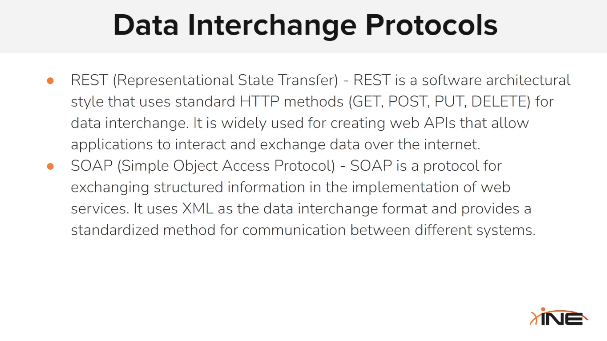 Data Interchange Protocols
● REST (Representational State Transfer) - REST is a software architectural
style that uses standard HTTP methods (GET, POST, PUT, DELETE) for
data interchange. It is widely used for creating web APIs that allow
applications to interact and exchange data over the internet.
● SOAP (Simple Object Access Protocol) - SOAP is a protocol for
exchanging structured information in the implementation of web
services. It uses XML as the data interchange format and provides a
standardized method for communication between different systems.
INE